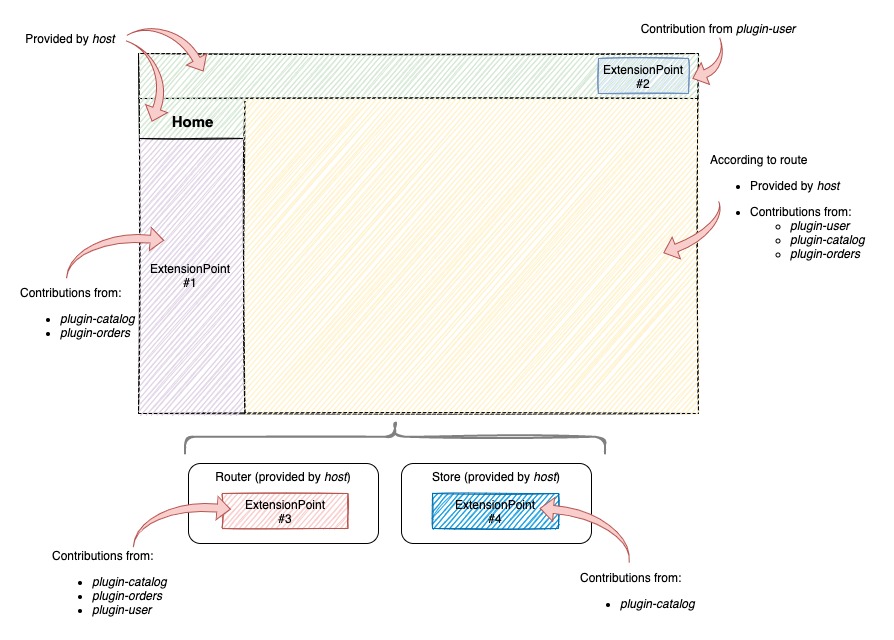 Provided by host
Contribution from plugin-user
ExtensionPoint
#2
Home
According to route
• Provided by host
• Contributions from:
○ plugin-user
○ plugin-catalog
○ plugin-orders
ExtensionPoint
#1
Contributions from:
• plugin-catalog
• plugin-orders
Router (provided by host)
ExtensionPoint
#3
Store (provided by host)
ExtensionPoint
#4
Contributions from:
• plugin-catalog
• plugin-orders
• plugin-user
Contributions from:
• plugin-catalog